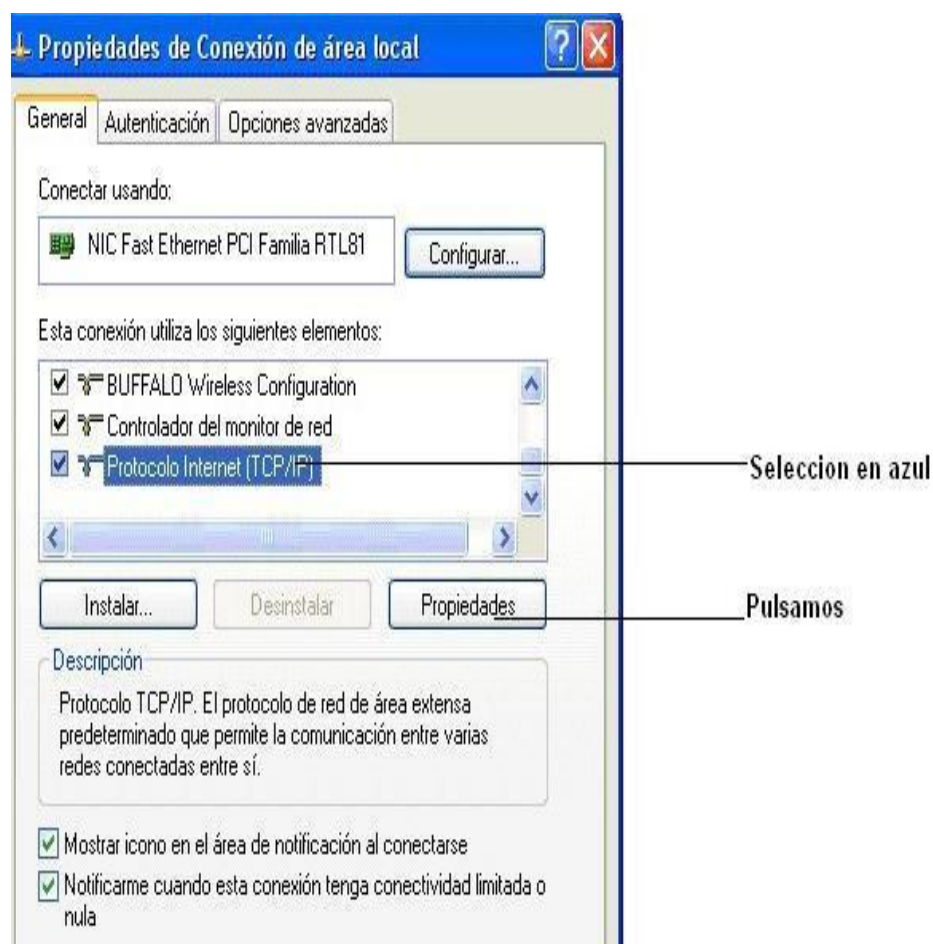 Propiedades de Conexión de área local
General Autenticación Opciones avanzadas
Conectar usando:
NIC Fast Ethernet PCI Familia RTL81
Configurar...
Esta conexión utiliza los siguientes elementos:
BUFFALO Wireless Configuration
Controlador del monitor de red
Protocolo Internet (TCP/IP)
Seleccion en azul
Instalar... Desinstalar Propiedades
Pulsamos
Descripción
Protocolo TCP/IP. El protocolo de red de área extensa
predeterminado que permite la comunicación entre varias
redes conectadas entre sí.
Mostrar icono en el área de notificación al conectarse
Notificarme cuando esta conexión tenga conectividad limitada o
nula